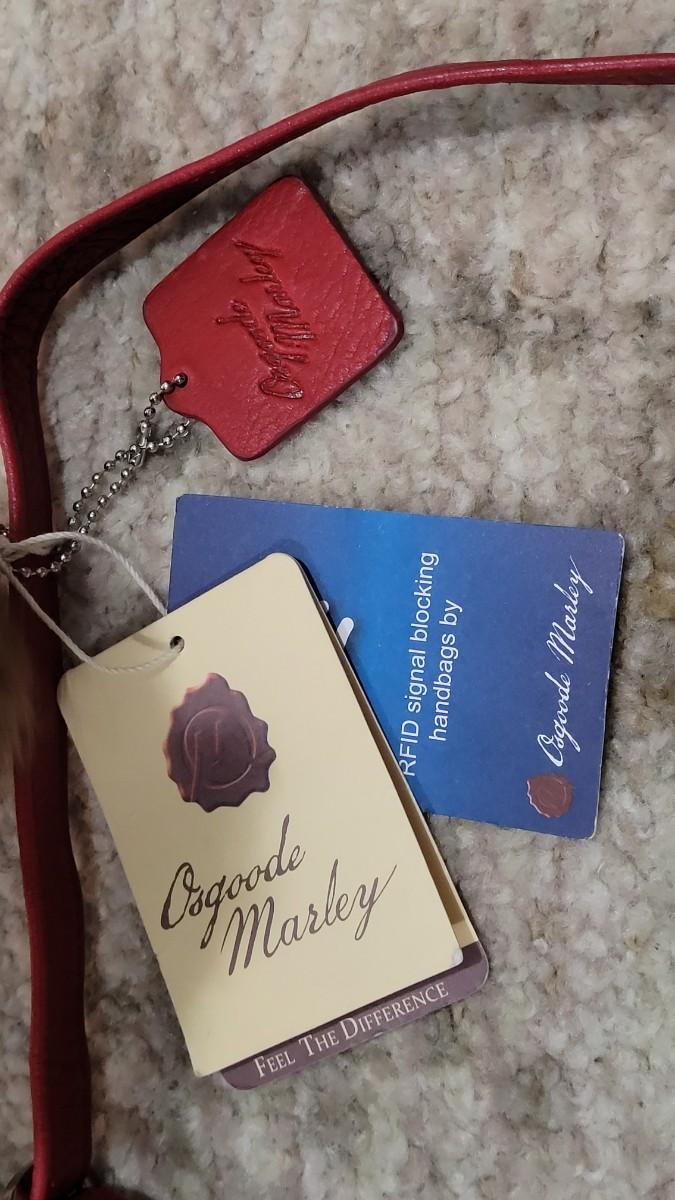 Osgoode
Marley
RFID signal blocking
handbags by
Osgoode Marley
Osgoode
Marley
FEEL THE DIFFERENCE